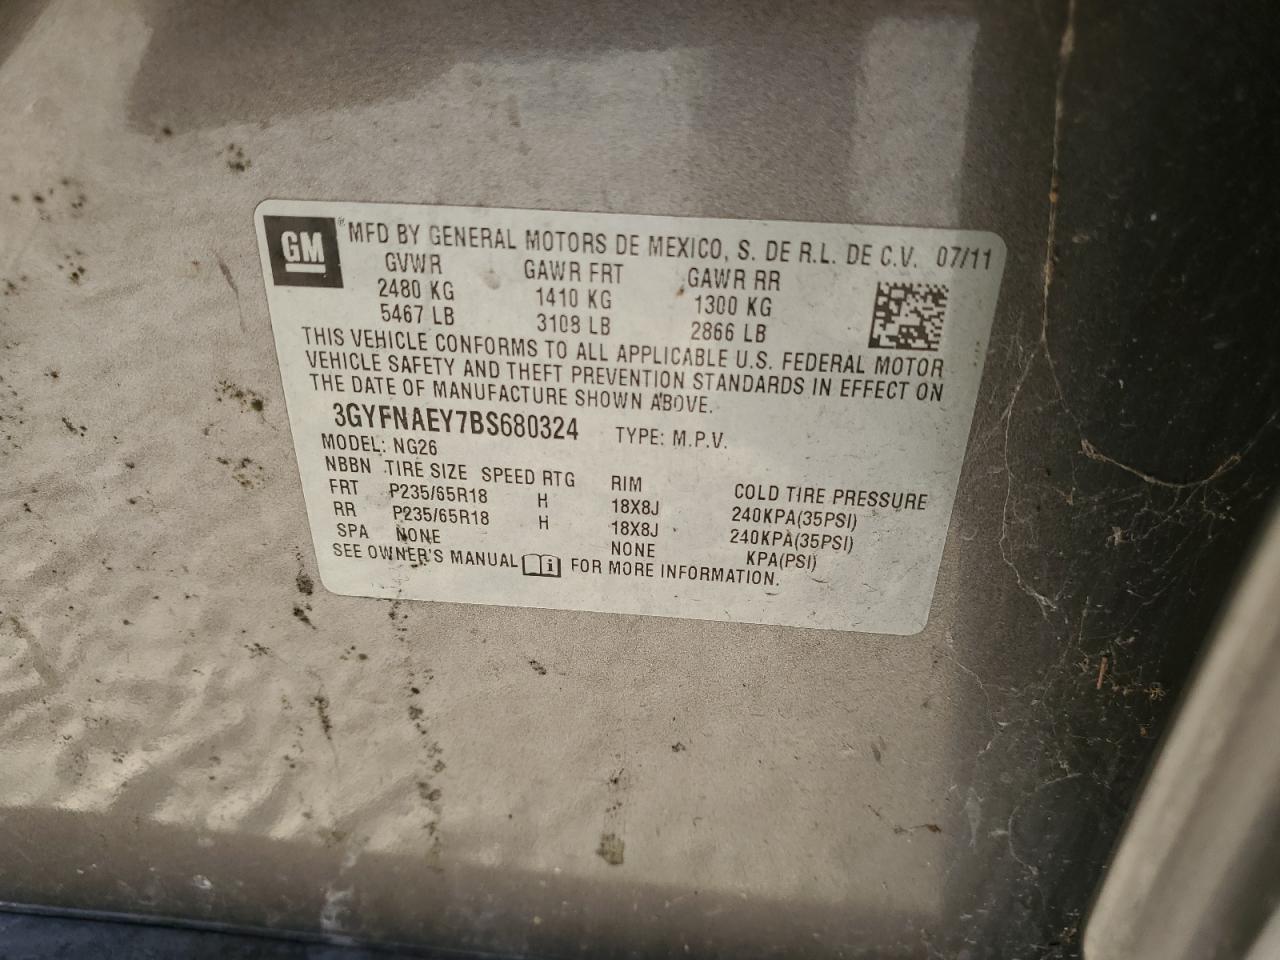 GM ® MFD BY GENERAL MOTORS DE MEXICO, S. DE R.L. DE C.V. 07/11
GVWR GAWR FRT GAWR RR
2480 KG 1410 KG 1300 KG
5467 LB 3108 LB 2866 LB
THIS VEHICLE CONFORMS TO ALL APPLICABLE U.S. FEDERAL MOTOR
VEHICLE SAFETY AND THEFT PREVENTION STANDARDS IN EFFECT ON
THE DATE OF MANUFACTURE SHOWN ABOVE.
3GYFNAEY7BS680324 TYPE: M.P.V.
MODEL: NG26
NBBN TIRE SIZE SPEED RTG RIM COLD TIRE PRESSURE
FRT P235/65R18 H 18X8J 240KPA(35PSI)
RR P235/65R18 H 18X8J 240KPA(35PSI)
SPA NONE NONE KPA(PSI)
SEE OWNER'S MANUAL FOR MORE INFORMATION.